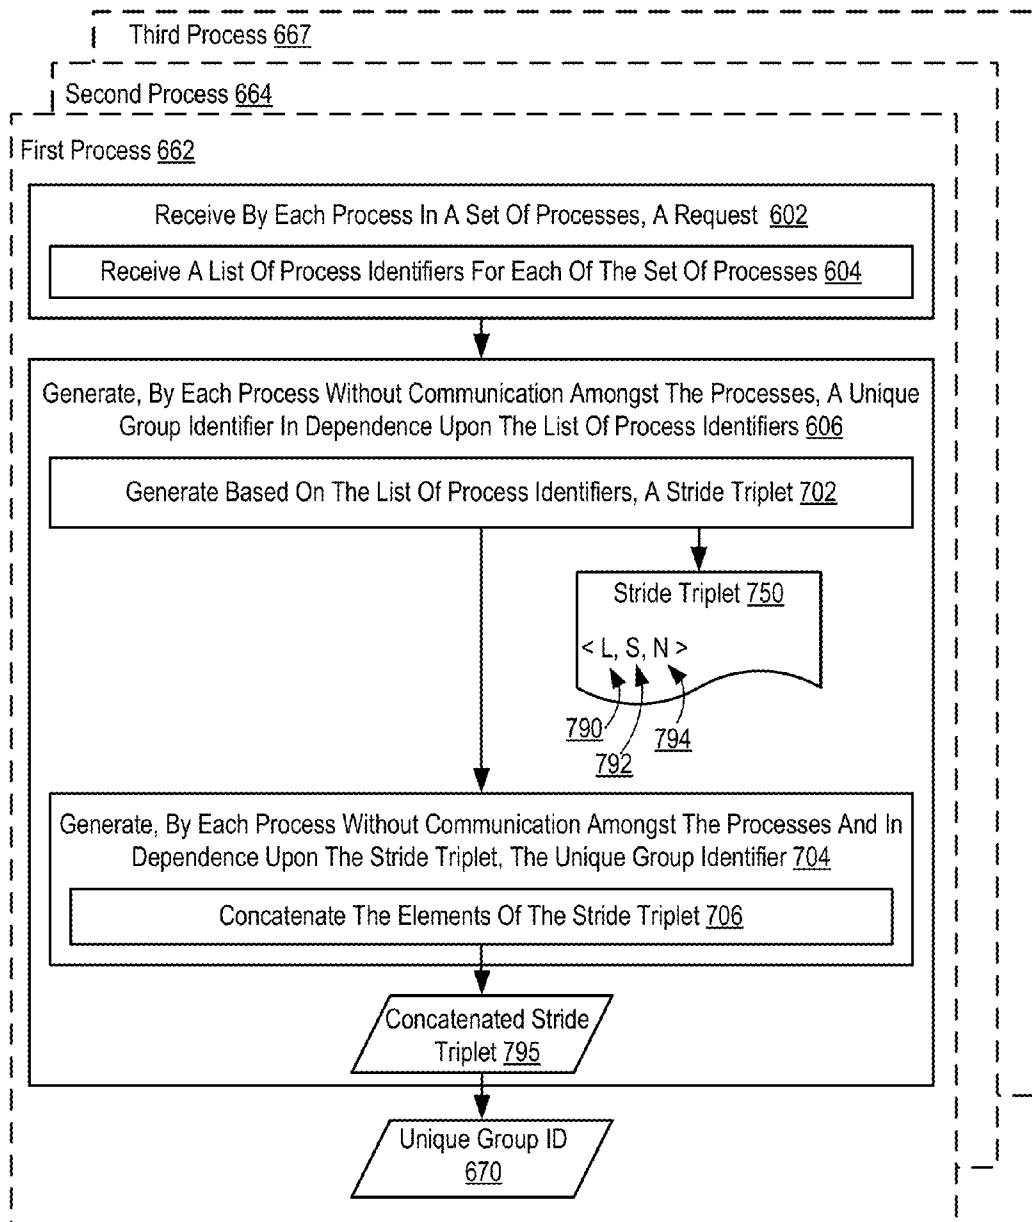 Third Process 667
Second Process 664
First Process 662
Receive By Each Process In A Set Of Processes, A Request 602
Receive A List Of Process Identifiers For Each Of The Set Of Processes 604
Generate, By Each Process Without Communication Amongst The Processes, A Unique
Group Identifier In Dependence Upon The List Of Process Identifiers 606
Generate Based On The List Of Process Identifiers, A Stride Triplet 702
Stride Triplet 750
< L, S, N >
790
792
794
Generate, By Each Process Without Communication Amongst The Processes And In
Dependence Upon The Stride Triplet, The Unique Group Identifier 704
Concatenate The Elements Of The Stride Triplet 706
Concatenated Stride
Triplet 795
Unique Group ID
670